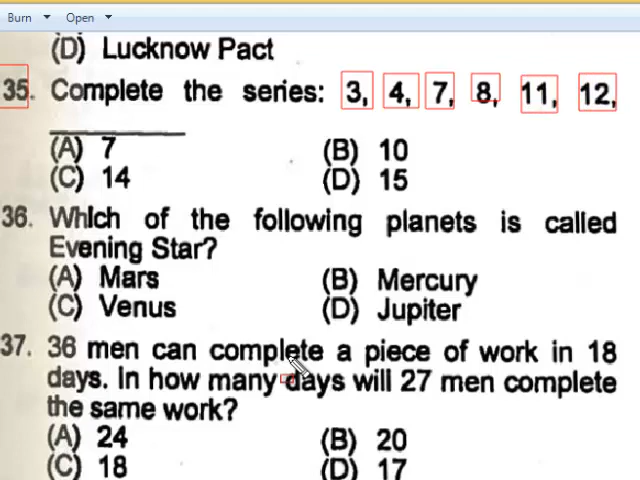 Burn Open
(D) Lucknow Pact
35. Complete the series: 3, 4, 7, 8, 11, 12,
(A) 7 (B) 10
(C) 14 (D) 15
36. Which of the following planets is called
Evening Star?
(A) Mars (B) Mercury
(C) Venus (D) Jupiter
37. 36 men can complete a piece of work in 18
days. In how many days will 27 men complete
the same work?
(A) 24 (B) 20
(C) 18 (D) 17